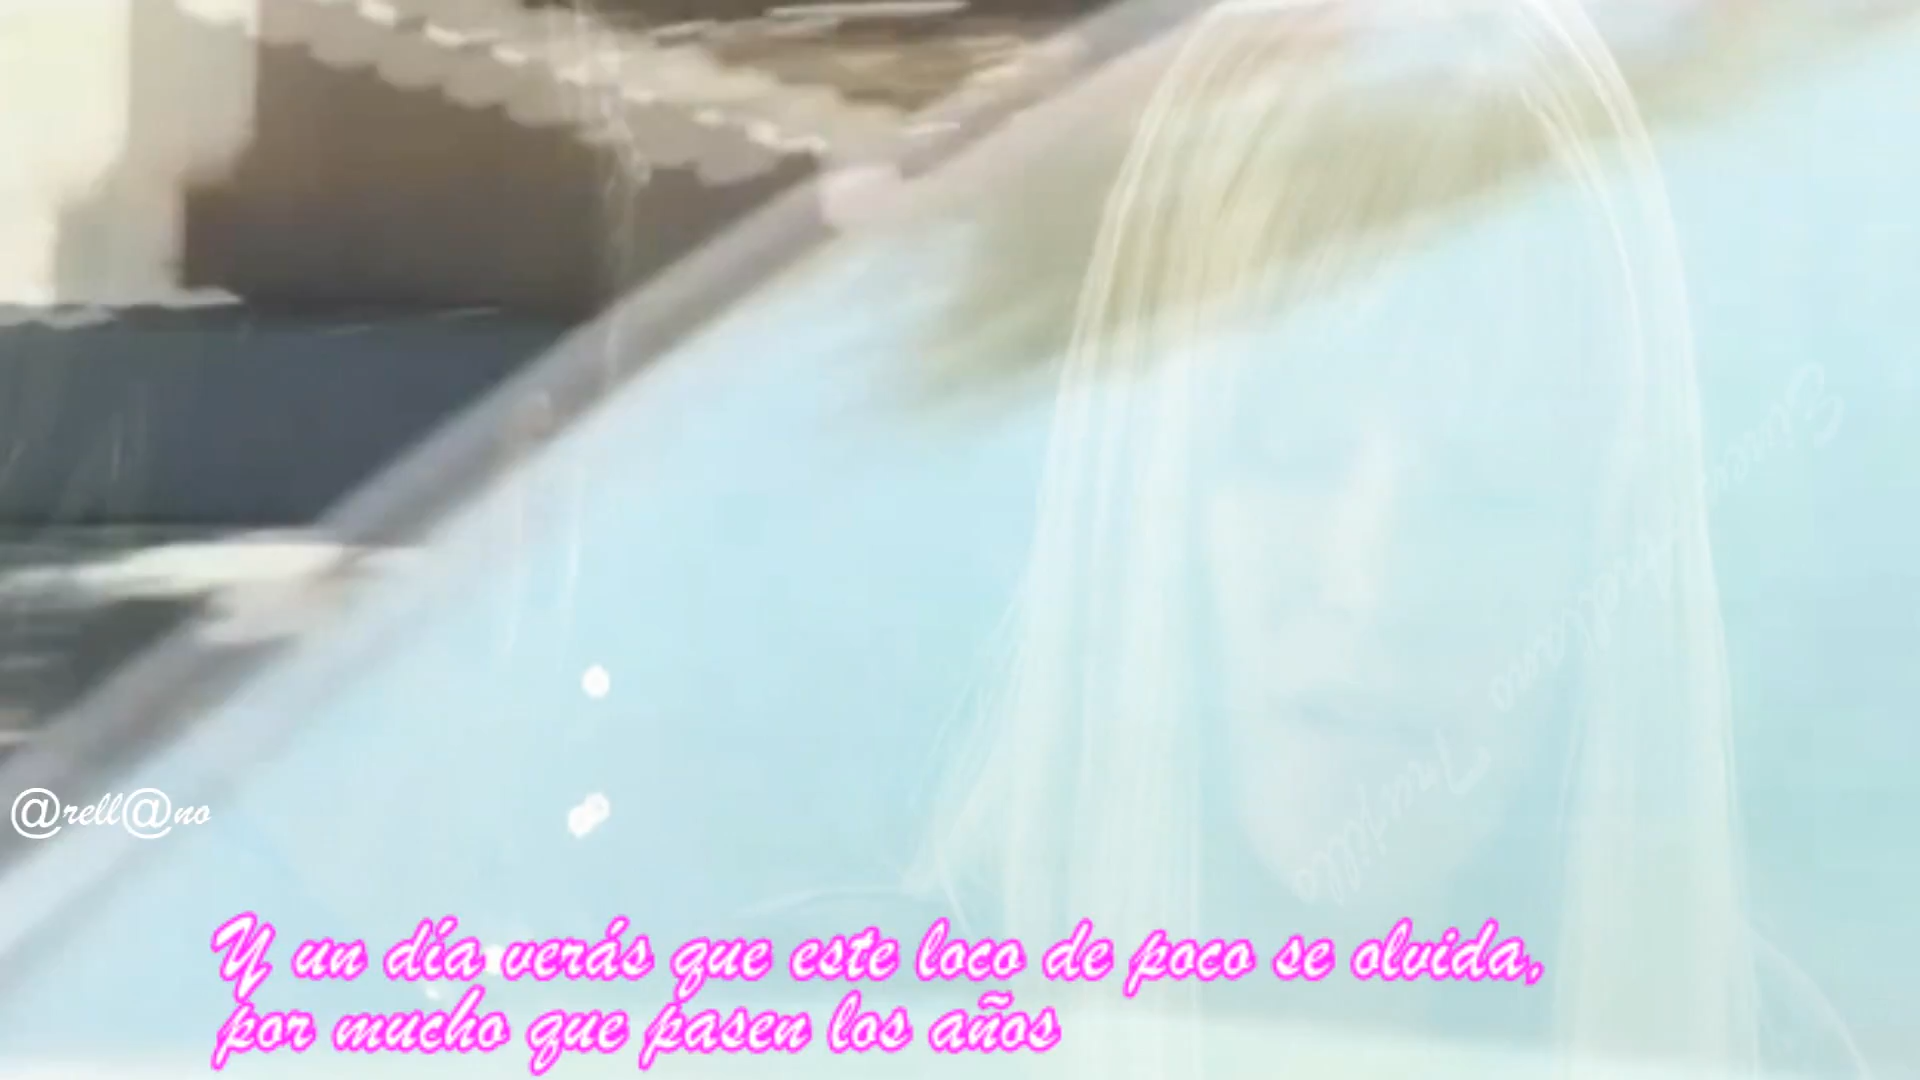 @rell@no
Y un día verás que este loco de poco se olvida,
por mucho que pasen los años